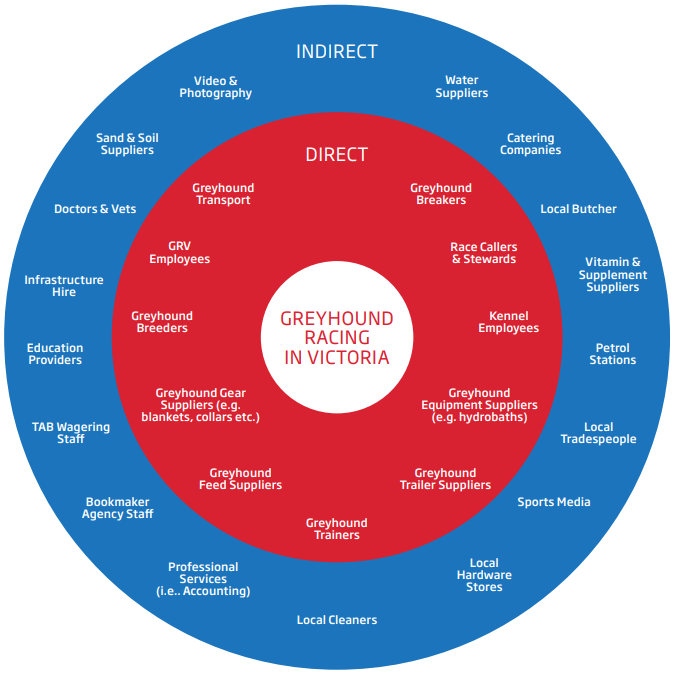 INDIRECT
Video &
Photography
Water
Suppliers
Sand & Soil
Suppliers
Catering
Companies
Doctors & Vets
Local Butcher
Infrastructure
Hire
Vitamin &
Supplement
Suppliers
Education
Providers
Petrol
Stations
TAB Wagering
Staff
Local
Tradespeople
Bookmaker
Agency Staff
Sports Media
Professional
Services
(i.e.. Accounting)
Local
Hardware
Stores
Local Cleaners
DIRECT
Greyhound
Transport
Greyhound
Breakers
GRV
Employees
Race Callers
& Stewards
Greyhound
Breeders
Kennel
Employees
Greyhound Gear
Suppliers (e.g.
blankets, collars etc.)
Greyhound
Equipment Suppliers
(e.g. hydrobaths)
Greyhound
Feed Suppliers
Greyhound
Trailer Suppliers
Greyhound
Trainers
GREYHOUND
RACING
IN VICTORIA